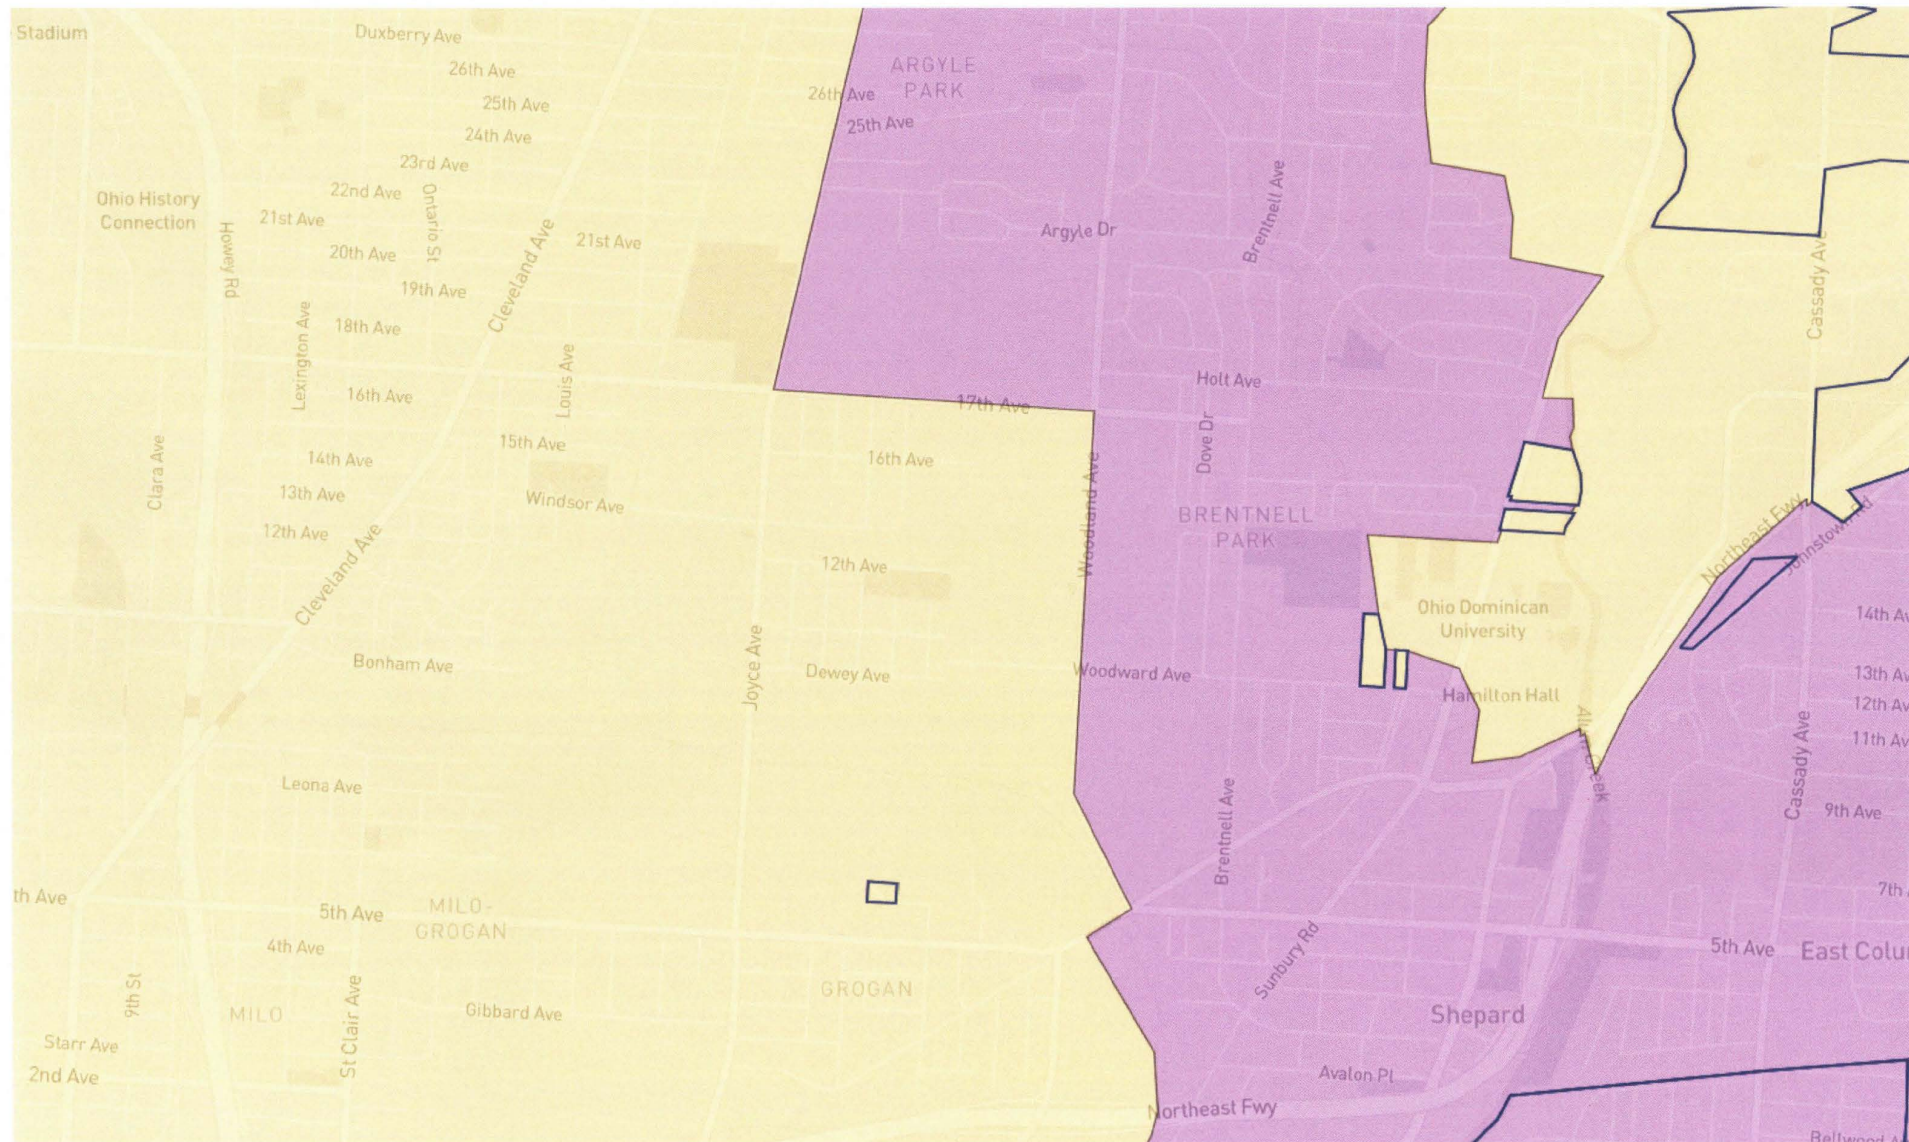 Stadium
Duxberry Ave
26th Ave
25th Ave
24th Ave
23rd Ave
22nd Ave
21st Ave
20th Ave
19th Ave
18th Ave
16th Ave
15th Ave
14th Ave
13th Ave
12th Ave
Ohio History
Connection
Howey Rd
Ontario St
Cleveland Ave
21st Ave
Lexington Ave
Louis Ave
Clara Ave
Windsor Ave
Cleveland Ave
Bonham Ave
Leona Ave
th Ave
5th Ave
4th Ave
MILO-
GROGAN
9th St
MILO
St Clair Ave
Gibbard Ave
Starr Ave
2nd Ave
ARGYLE
PARK
26th Ave
25th Ave
Argyle Dr
Brentnell Ave
Holt Ave
17th Ave
Dove Dr
16th Ave
Woodland Ave
BRENTNELL
PARK
12th Ave
Joyce Ave
Dewey Ave
Woodward Ave
Ohio Dominican
University
Hamilton Hall
Alum Creek
Brentnell Ave
Sunbury Rd
GROGAN
Shepard
Avalon Pl
Northeast Fwy
Cassady Ave
Northeast Fwy
Johnstown Rd
14th Av
13th Av
12th Av
11th Av
Cassady Ave
9th Ave
7th
5th Ave
East Colu
Bellwood A